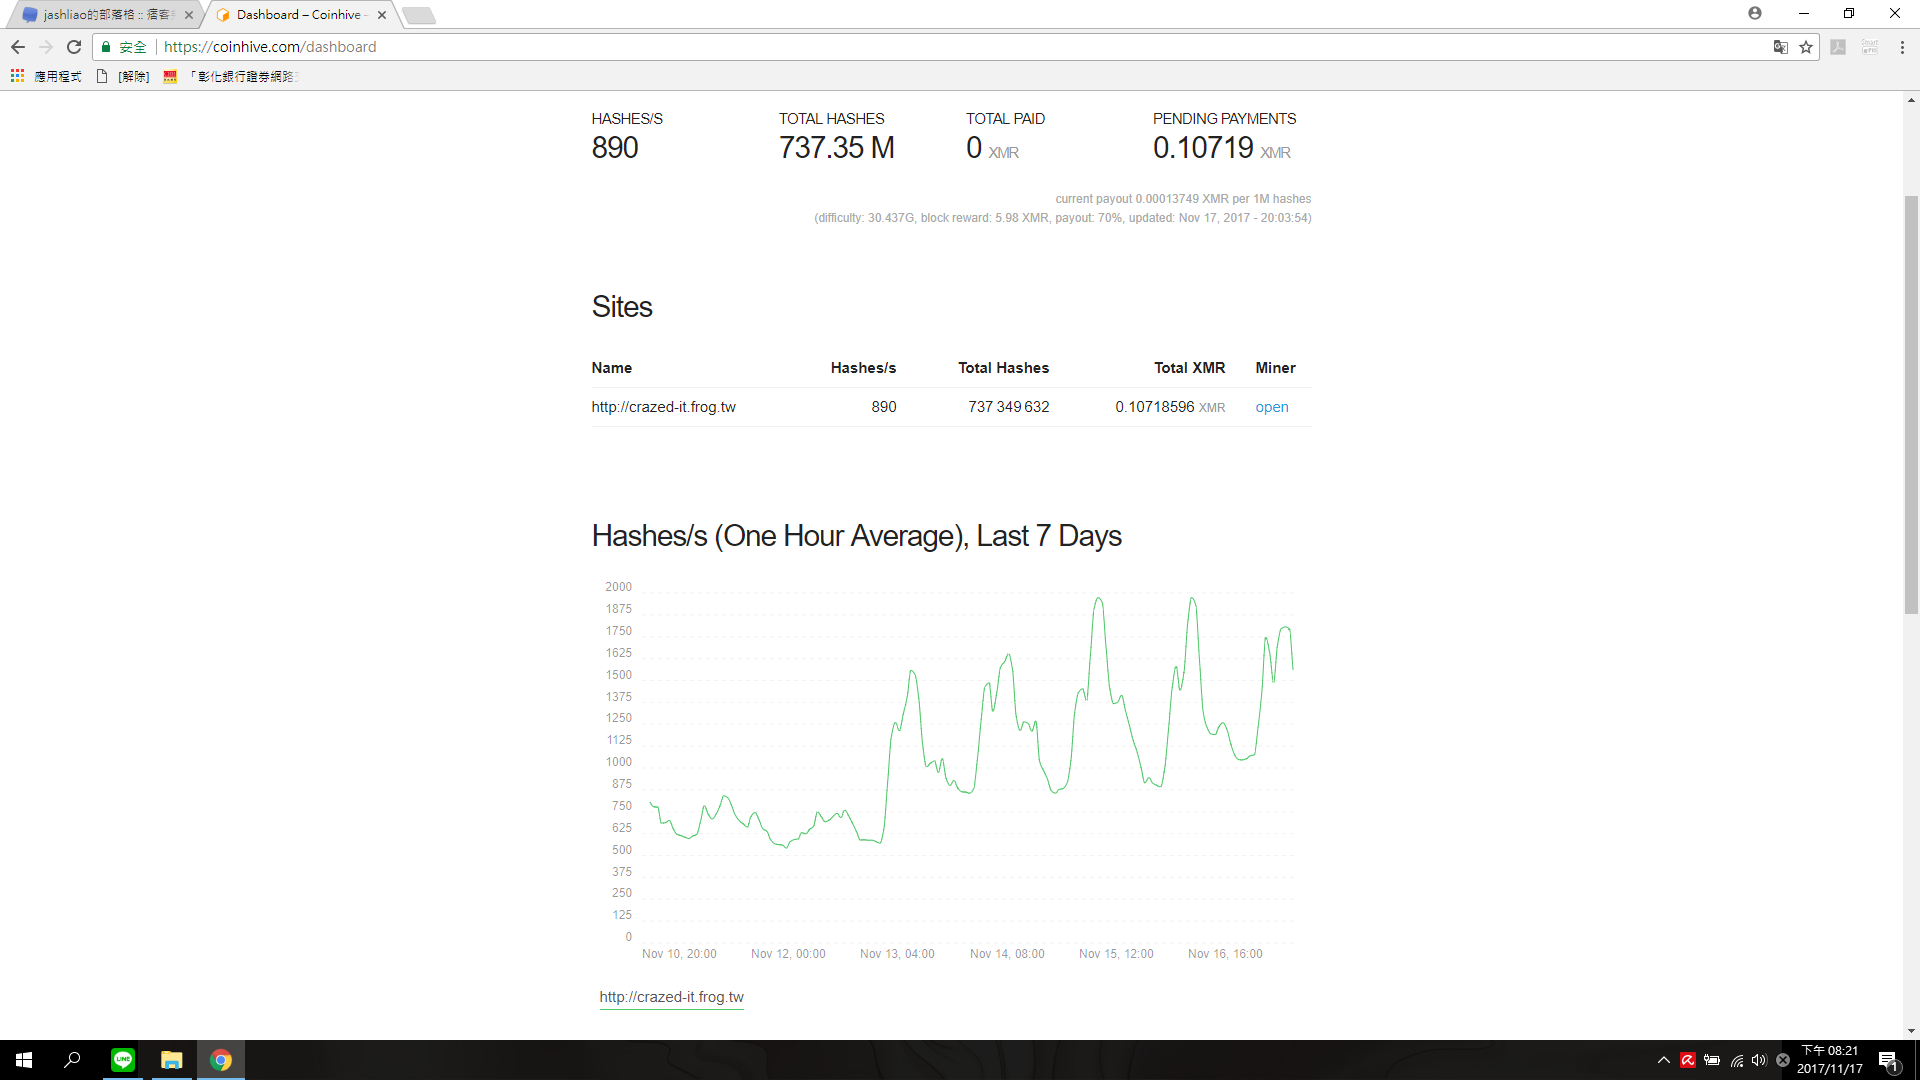 jashliao的部落格 :: 痞客
Dashboard – Coinhive
安全 https://coinhive.com/dashboard
應用程式 [解除] 「彰化銀行證券網路
HASHES/S TOTAL HASHES TOTAL PAID PENDING PAYMENTS
890 737.35 M 0 XMR 0.10719 XMR
current payout 0.00013749 XMR per 1M hashes
(difficulty: 30.437G, block reward: 5.98 XMR, payout: 70%, updated: Nov 17, 2017 - 20:03:54)
Sites
Name Hashes/s Total Hashes Total XMR Miner
http://crazed-it.frog.tw 890 737 349 632 0.10718596 XMR open
Hashes/s (One Hour Average), Last 7 Days
2000
1875
1750
1625
1500
1375
1250
1125
1000
875
750
625
500
375
250
125
0
Nov 10, 20:00 Nov 12, 00:00 Nov 13, 04:00 Nov 14, 08:00 Nov 15, 12:00 Nov 16, 16:00
http://crazed-it.frog.tw
LINE
下午 08:21
2017/11/17
1